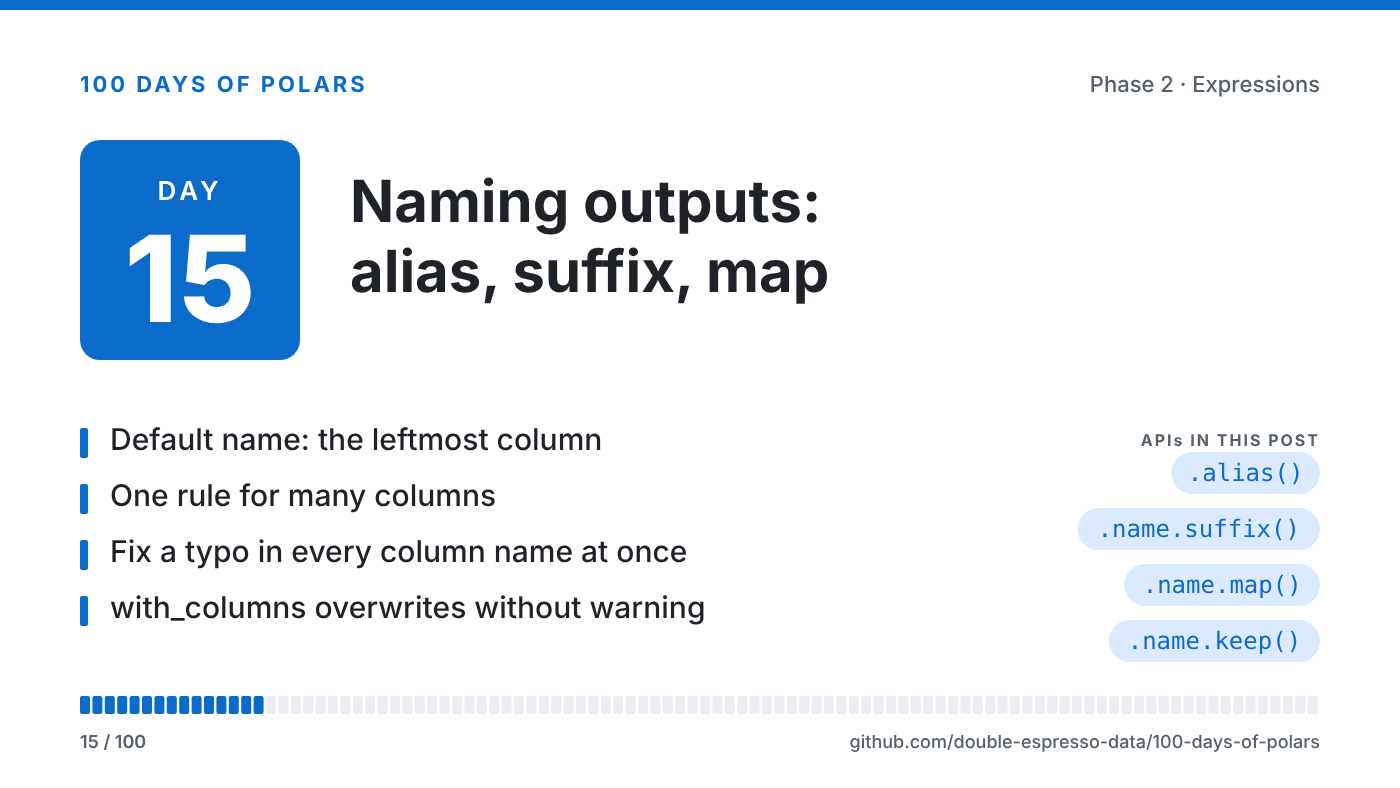 100 DAYS OF POLARS
Phase 2 · Expressions
DAY
15
Naming outputs:
alias, suffix, map
Default name: the leftmost column
One rule for many columns
Fix a typo in every column name at once
with_columns overwrites without warning
APIs IN THIS POST
.alias()
.name.suffix()
.name.map()
.name.keep()
15 / 100
github.com/double-espresso-data/100-days-of-polars